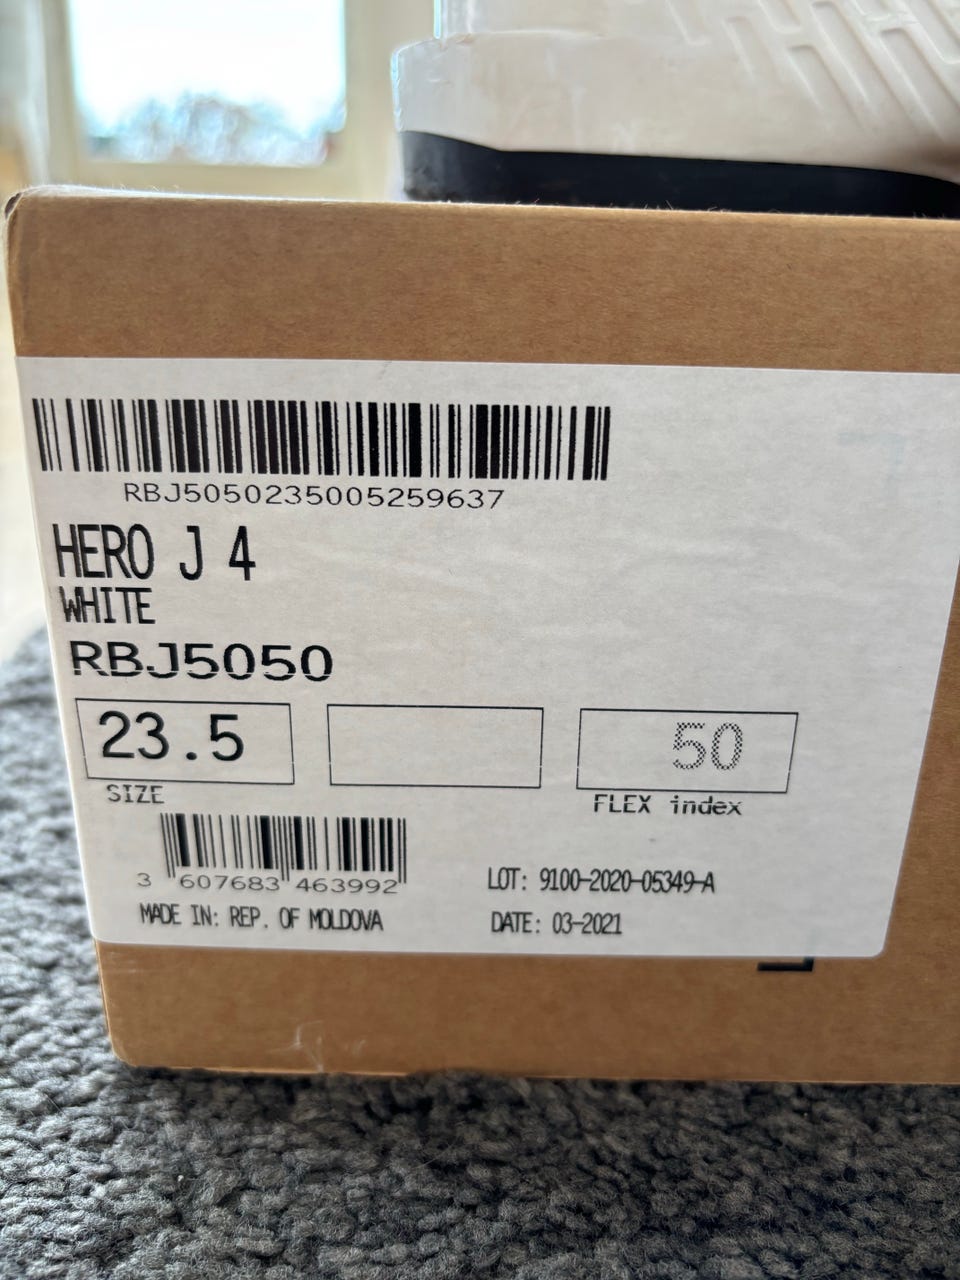 RBJ5050235005259637
HERO J 4
WHITE
RBJ5050
23.5
50
SIZE
FLEX index
3 607683 463992
LOT: 9100-2020-05349-A
MADE IN: REP. OF MOLDOVA
DATE: 03-2021